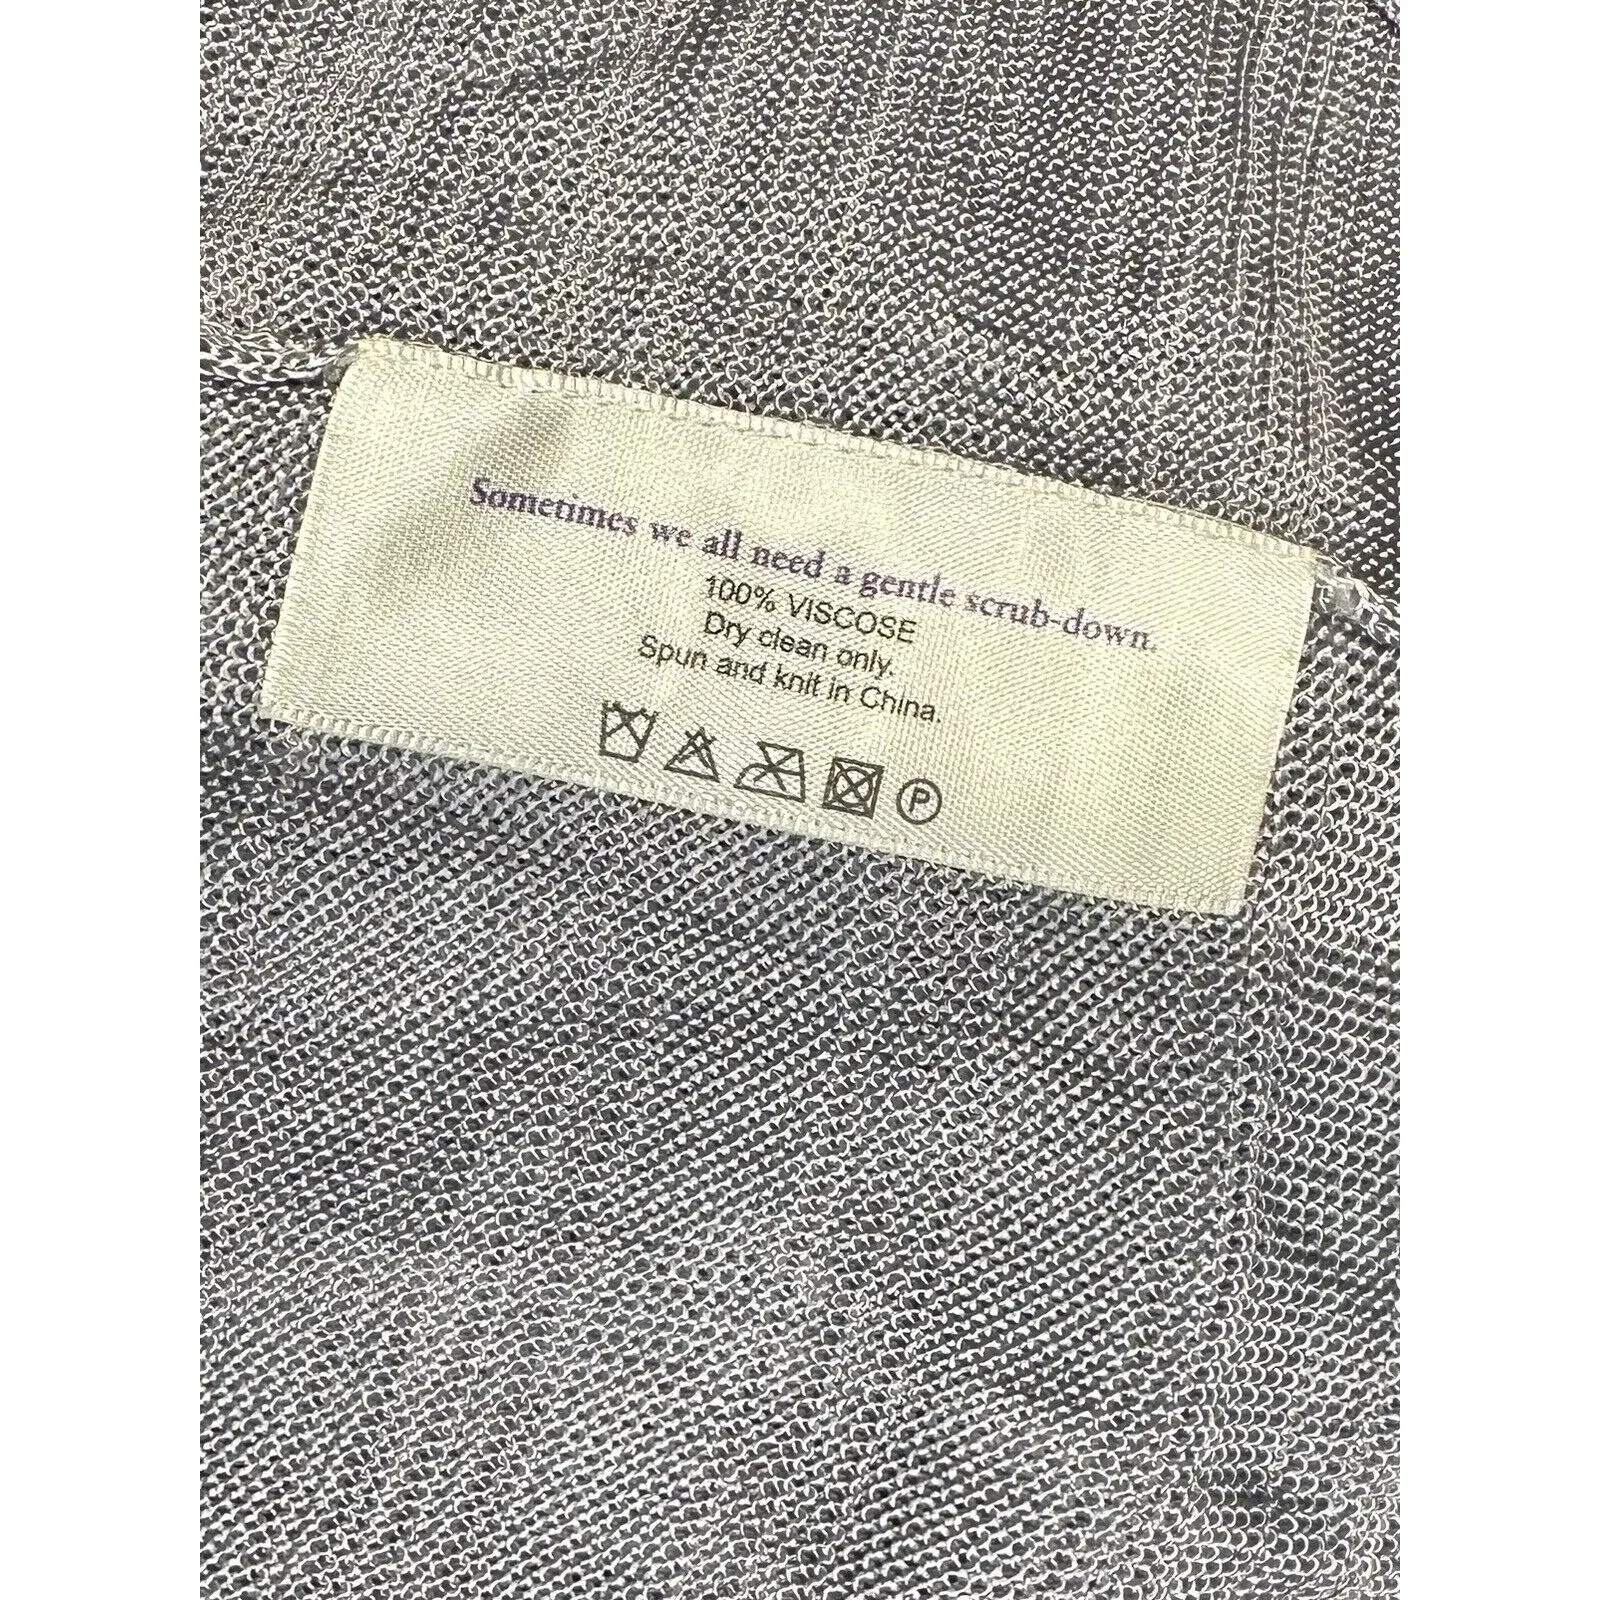 Sometimes we all need a gentle scrub-down.
100% VISCOSE
Dry clean only.
Spun and knit in China.
P